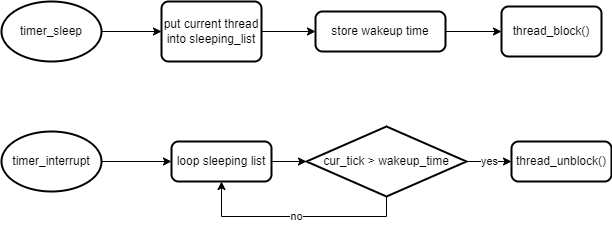 timer_sleep
put current thread
into sleeping_list
store wakeup time
thread_block()
timer_interrupt
loop sleeping list
cur_tick > wakeup_time
yes
thread_unblock()
no